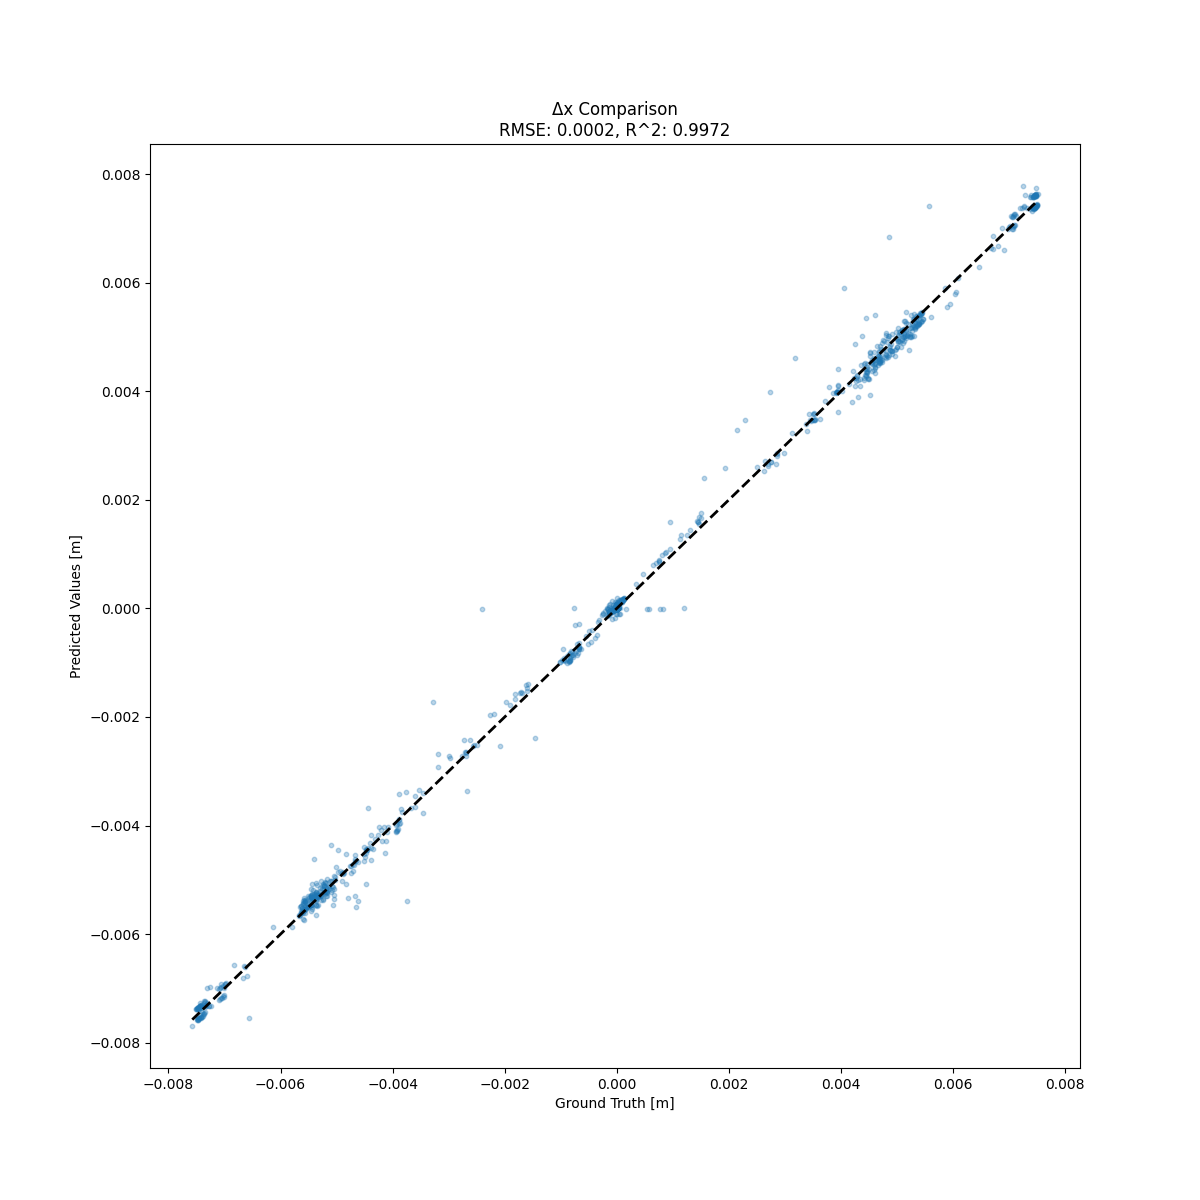 Δx Comparison
RMSE: 0.0002, R^2: 0.9972
0.008
0.006
0.004
0.002
0.000
−0.002
−0.004
−0.006
−0.008
Predicted Values [m]
−0.008 −0.006 −0.004 −0.002 0.000 0.002 0.004 0.006 0.008
Ground Truth [m]